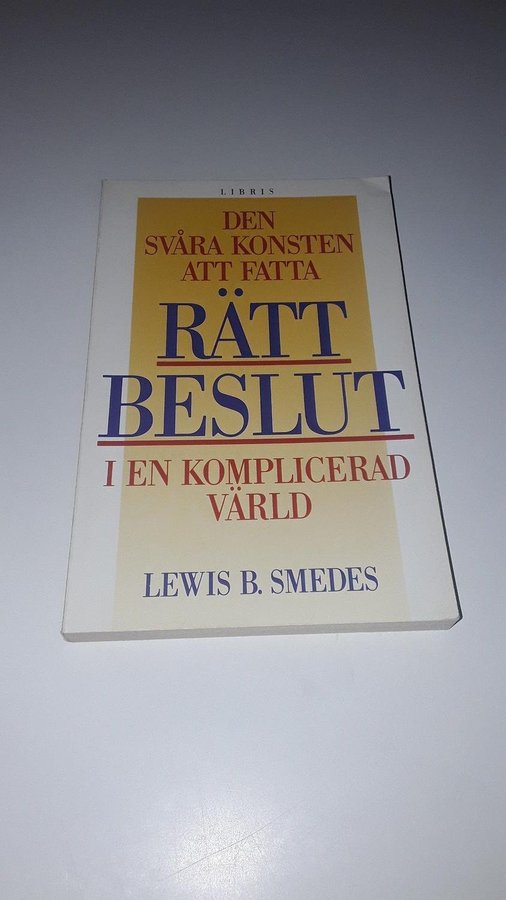 LIBRIS
DEN
SVÅRA KONSTEN
ATT FATTA
RÄTT
BESLUT
I EN KOMPLICERAD
VÄRLD
LEWIS B. SMEDES